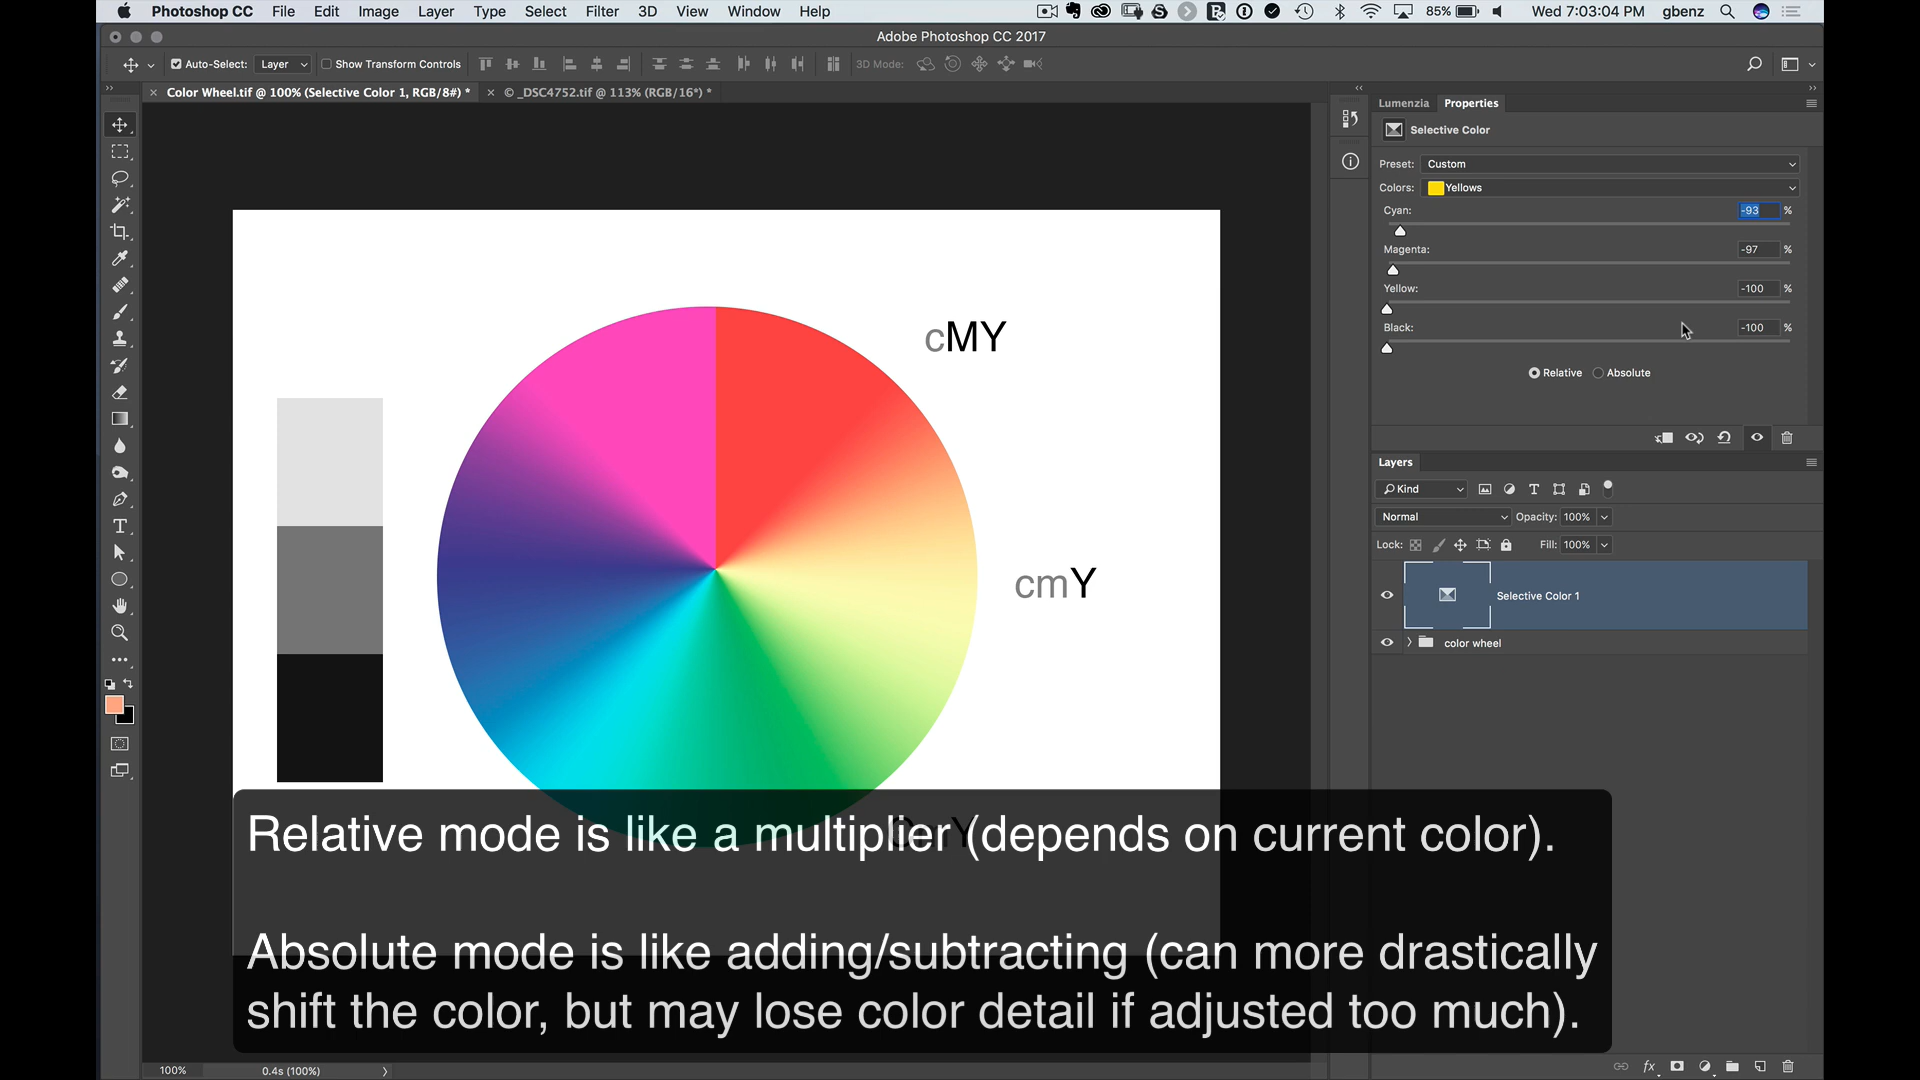 Photoshop CC File Edit Image Layer Type Select Filter 3D View Window Help 85% Wed 7:03:04 PM gbenz
Adobe Photoshop CC 2017
Auto-Select: Layer Show Transform Controls 3D Mode:
Color Wheel.tif @ 100% (Selective Color 1, RGB/8#) * © _DSC4752.tif @ 113% (RGB/16*) *
Lumenzia Properties
Selective Color
Preset: Custom
Colors: Yellows
Cyan: -93 %
Magenta: -97 %
Yellow: -100 %
Black: -100 %
Relative Absolute
Layers
Kind
Normal Opacity: 100%
Lock: Fill: 100%
Selective Color 1
color wheel
cMY
cmY
Relative mode is like a multiplier (depends on current color).
Absolute mode is like adding/subtracting (can more drastically
shift the color, but may lose color detail if adjusted too much).
100% 0.4s (100%)